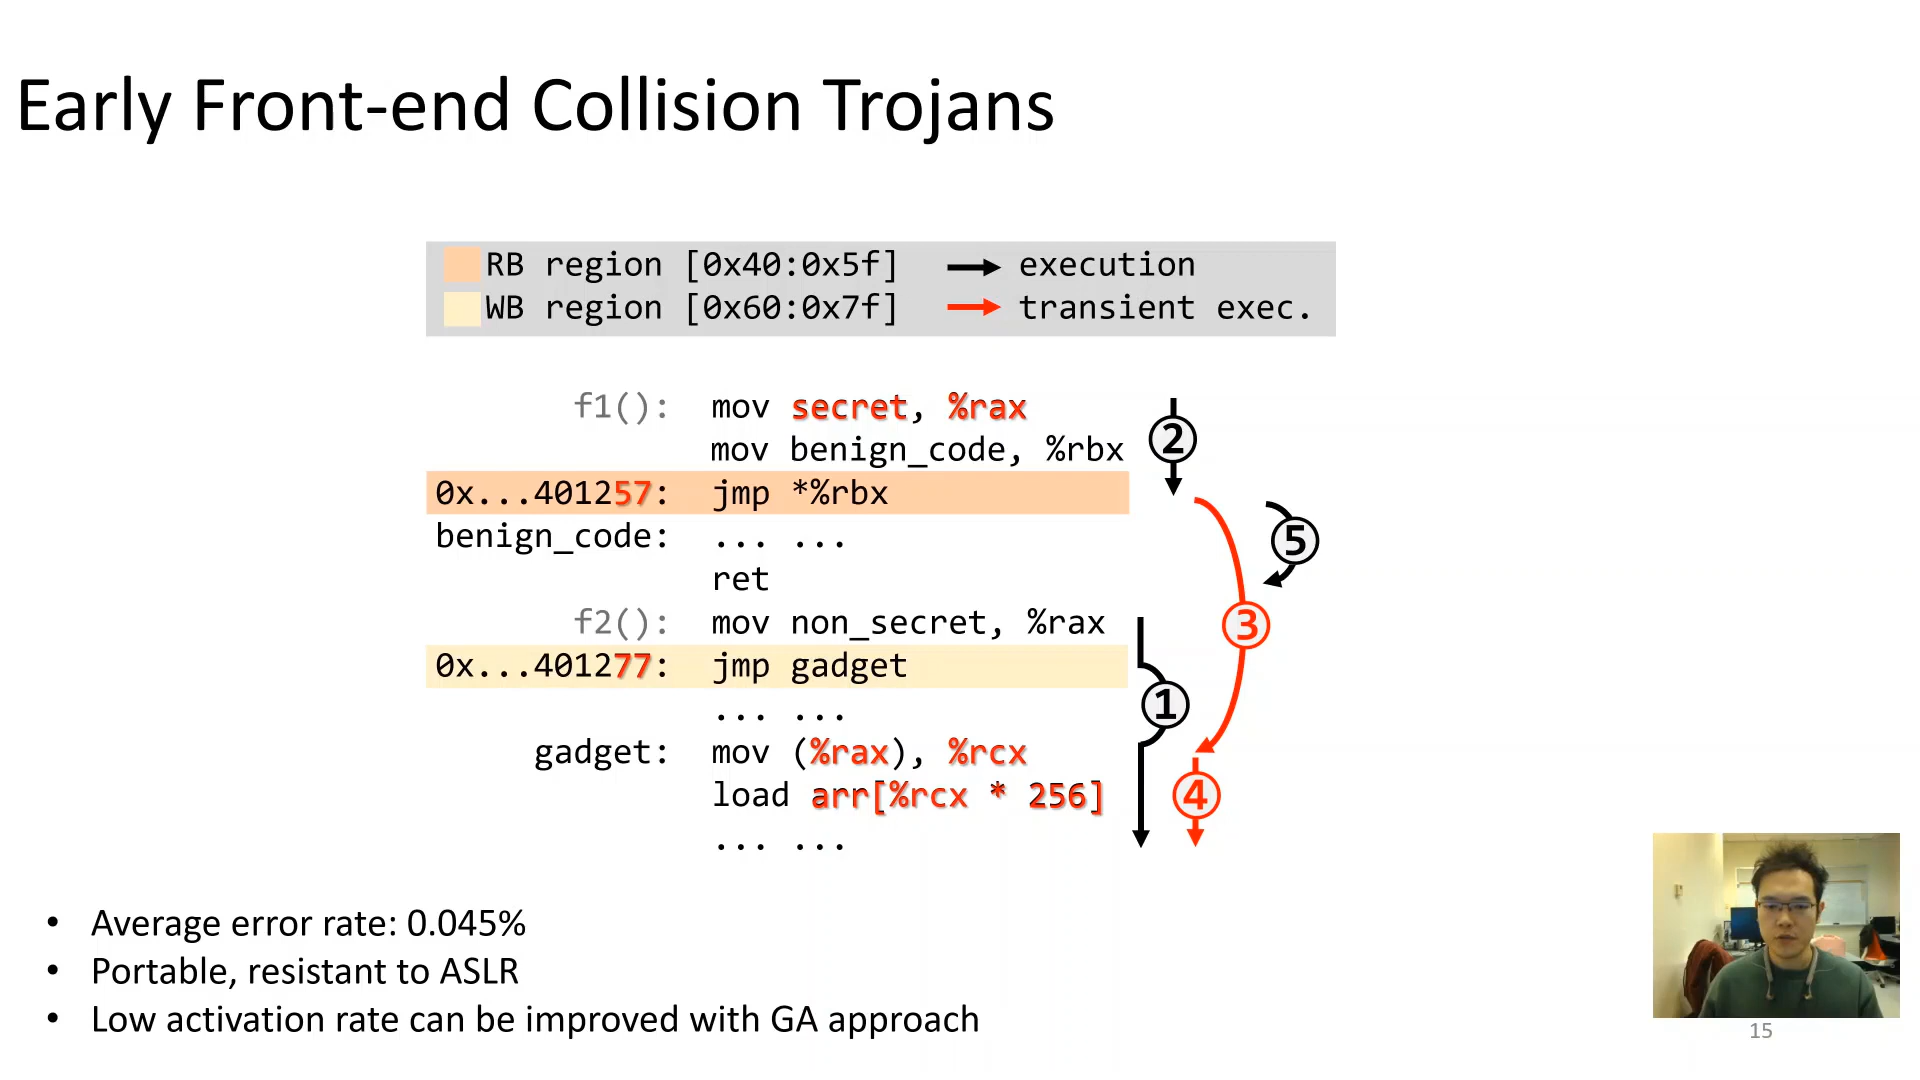 Early Front-end Collision Trojans
RB region [0x40:0x5f] execution
WB region [0x60:0x7f] transient exec.
f1(): mov secret, %rax
mov benign_code, %rbx
0x...401257: jmp *%rbx
benign_code: ... ...
ret
f2(): mov non_secret, %rax
0x...401277: jmp gadget
... ...
gadget: mov (%rax), %rcx
load arr[%rcx * 256]
... ...
2
5
3
1
4
• Average error rate: 0.045%
• Portable, resistant to ASLR
• Low activation rate can be improved with GA approach
15